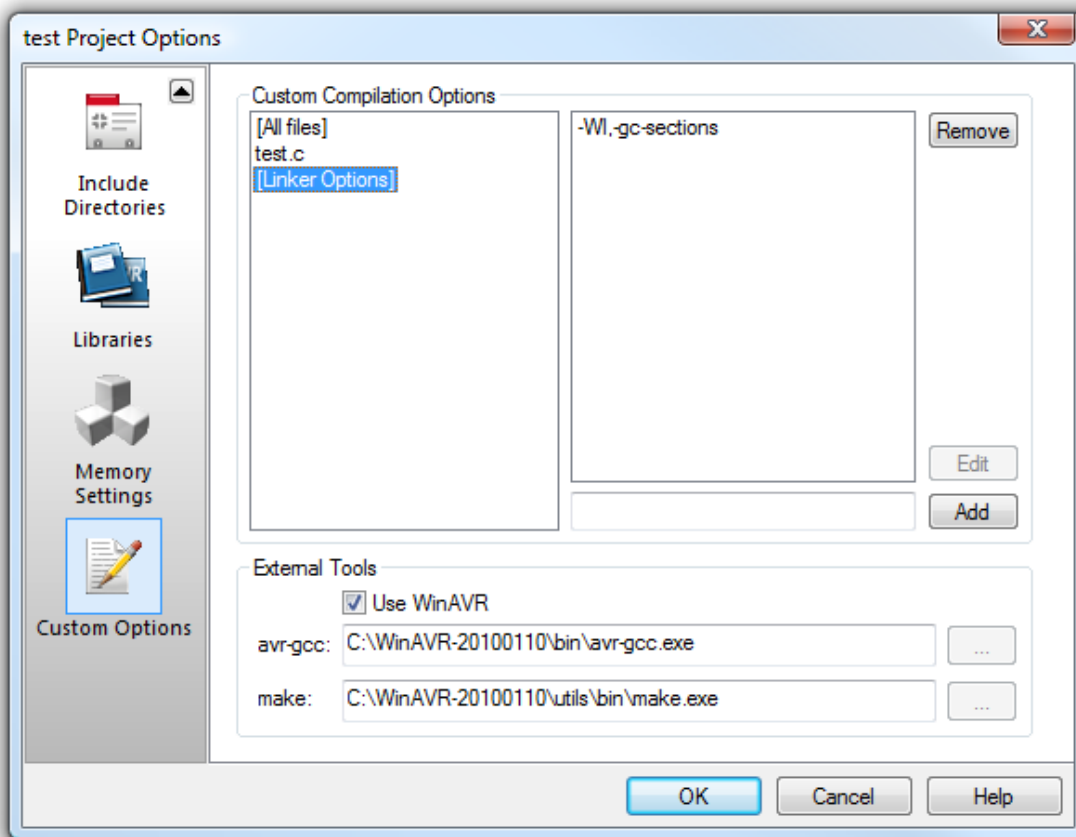 test Project Options
Include
Directories
Libraries
Memory
Settings
Custom Options
Custom Compilation Options
[All files]
test.c
[Linker Options]
-Wl,-gc-sections
Remove
Edit
Add
External Tools
Use WinAVR
avr-gcc: C:\WinAVR-20100110\bin\avr-gcc.exe ...
make: C:\WinAVR-20100110\utils\bin\make.exe ...
OK Cancel Help